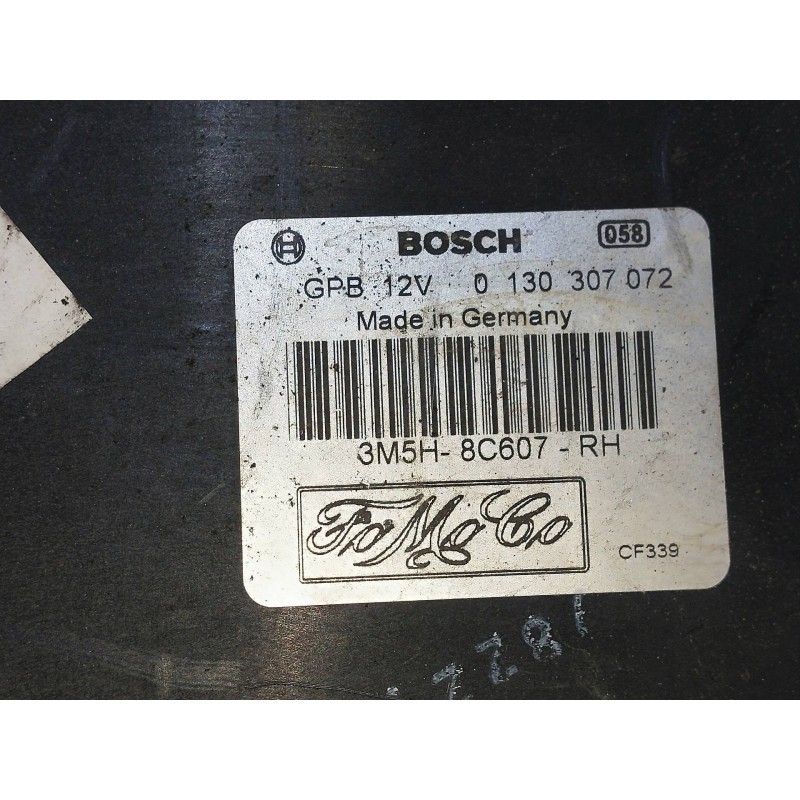 BOSCH 058
GPB 12V 0 130 307 072
Made in Germany
3M5H- 8C607 - RH
FoMoCo
CF339